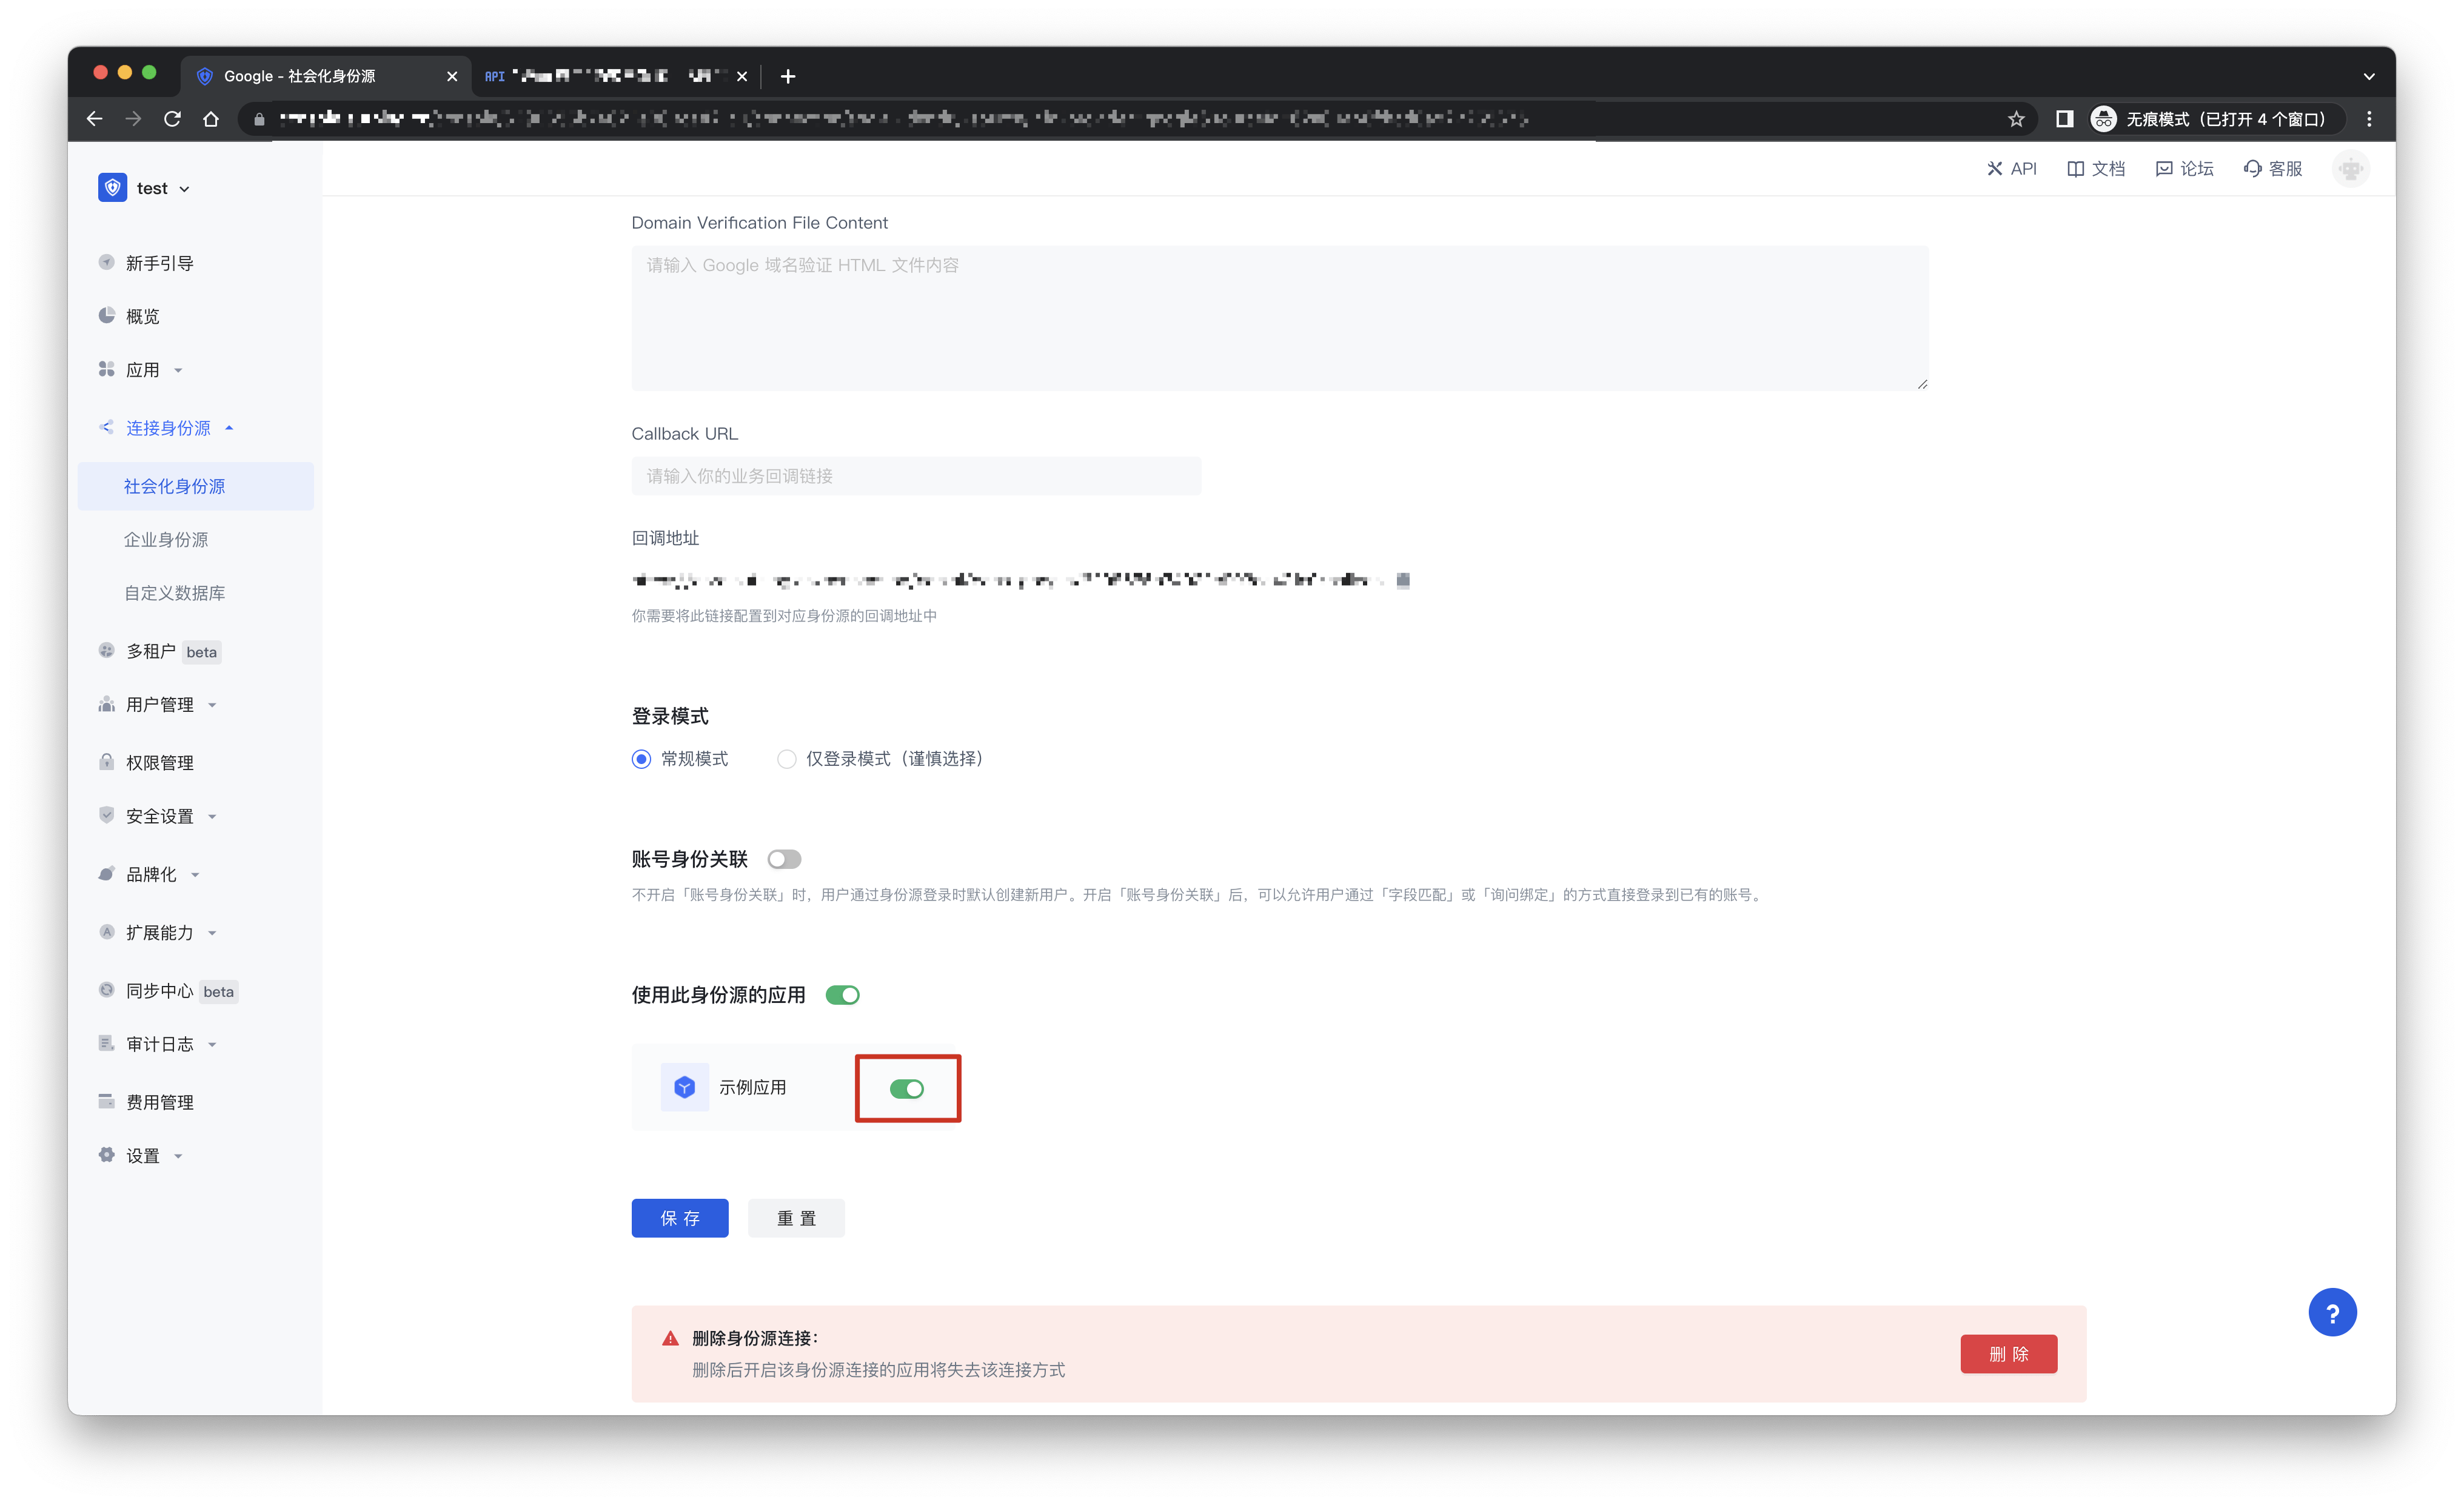 Google - 社会化身份源
API
无痕模式（已打开 4 个窗口）
test
API
文档
论坛
客服
新手引导
概览
应用
连接身份源
社会化身份源
企业身份源
自定义数据库
多租户 beta
用户管理
权限管理
安全设置
品牌化
扩展能力
同步中心 beta
审计日志
费用管理
设置
Domain Verification File Content
请输入 Google 域名验证 HTML 文件内容
Callback URL
请输入你的业务回调链接
回调地址
你需要将此链接配置到对应身份源的回调地址中
登录模式
常规模式
仅登录模式（谨慎选择）
账号身份关联
不开启「账号身份关联」时，用户通过身份源登录时默认创建新用户。开启「账号身份关联」后，可以允许用户通过「字段匹配」或「询问绑定」的方式直接登录到已有的账号。
使用此身份源的应用
示例应用
保 存
重 置
删除身份源连接：
删除后开启该身份源连接的应用将失去该连接方式
删 除
?